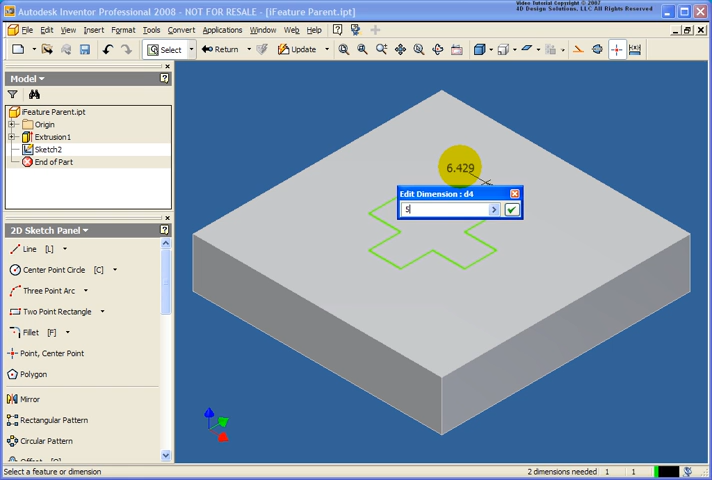 Video Tutorial Copyright © 2007
4D Design Solutions, LLC All Rights Reserved
Autodesk Inventor Professional 2008 - NOT FOR RESALE - [iFeature Parent.ipt]
File Edit View Insert Format Tools Convert Applications Window Web Help
Select Return Update
Model
iFeature Parent.ipt
Origin
Extrusion1
Sketch2
End of Part
6.429
Edit Dimension : d4
5
2D Sketch Panel
Line [L]
Center Point Circle [C]
Three Point Arc
Two Point Rectangle
Fillet [F]
Point, Center Point
Polygon
Mirror
Rectangular Pattern
Circular Pattern
Offset [O]
Select a feature or dimension
2 dimensions needed 1 1